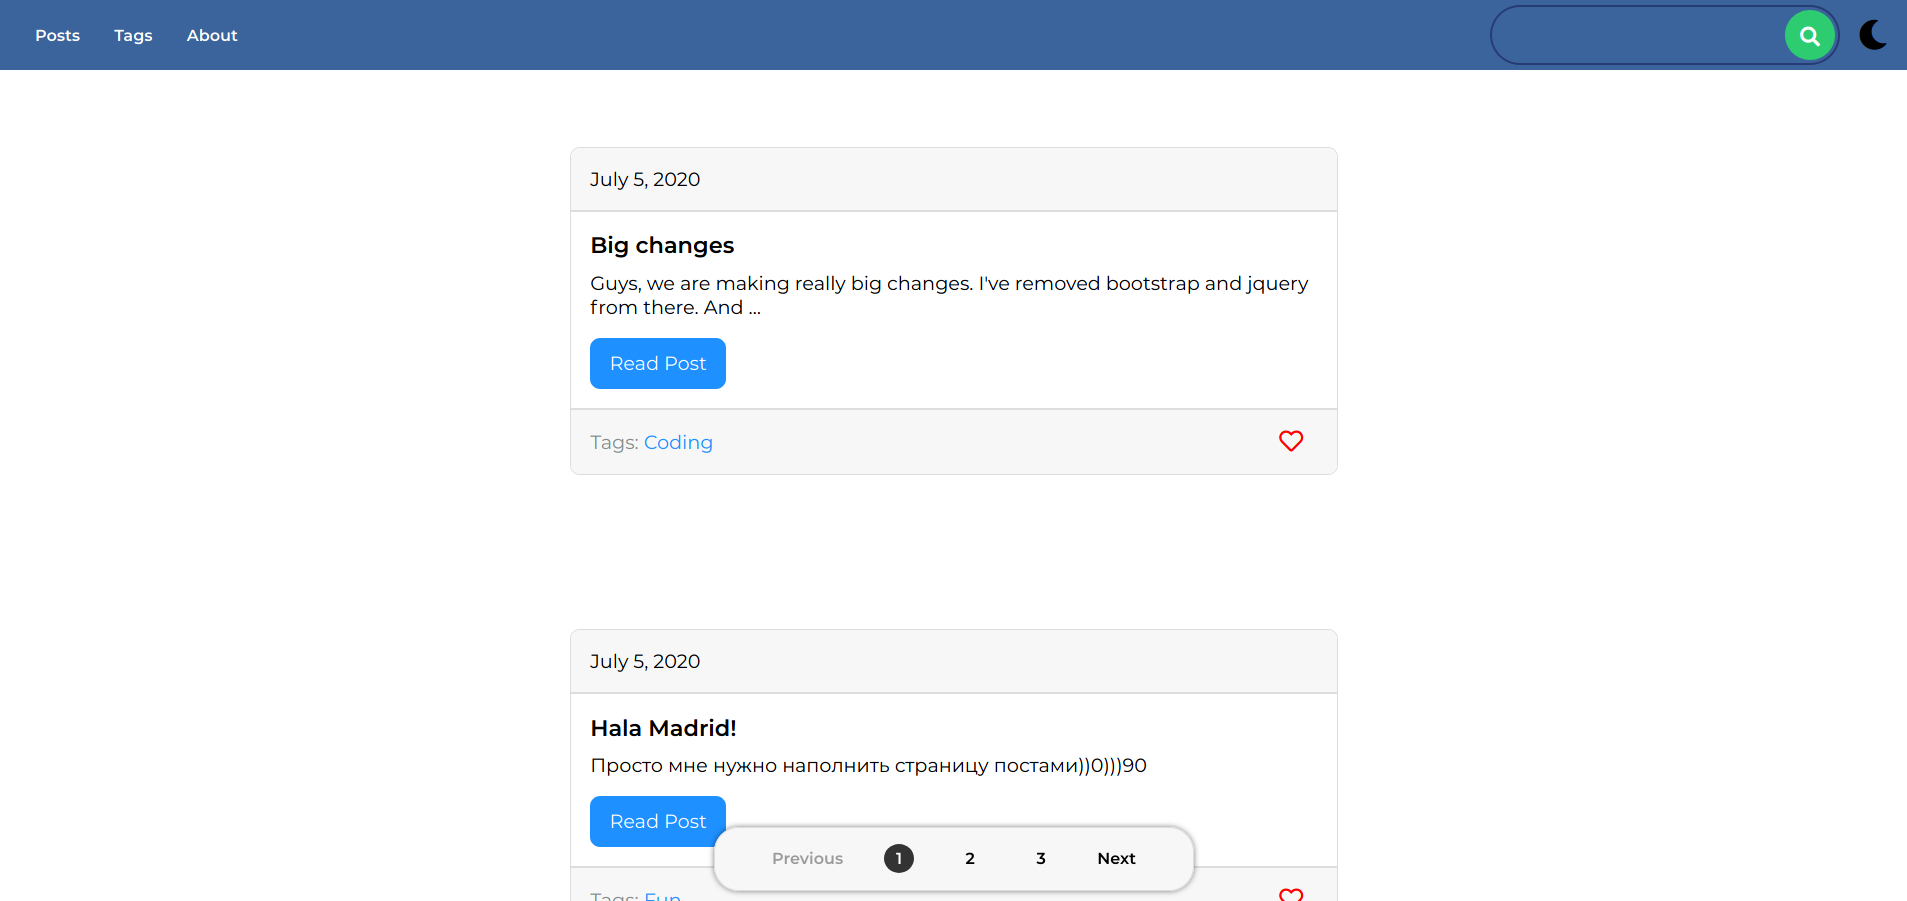 Posts Tags About
July 5, 2020
Big changes
Guys, we are making really big changes. I've removed bootstrap and jquery
from there. And ...
Read Post
Tags: Coding
July 5, 2020
Hala Madrid!
Просто мне нужно наполнить страницу постами))0)))90
Read Post
Previous 1 2 3 Next
Tags: Fun